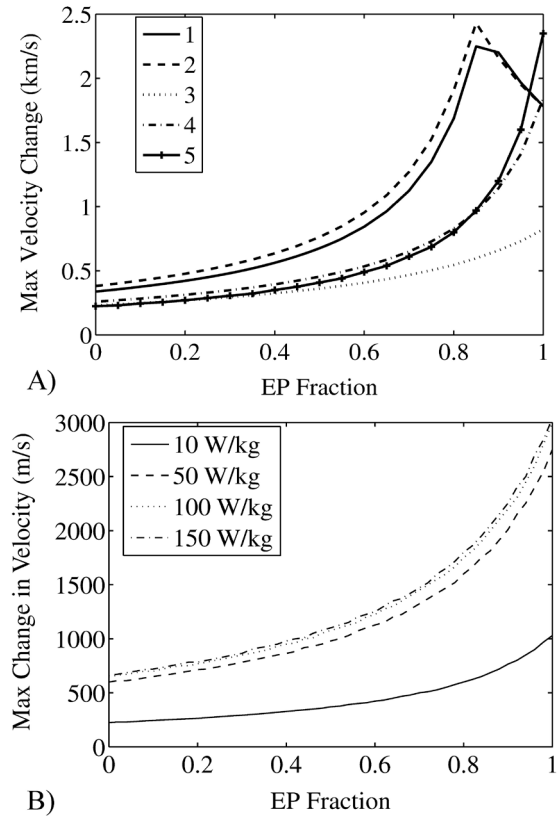 2.5
2
1.5
1
0.5
0
Max Velocity Change (km/s)
1
2
3
4
5
0 0.2 0.4 0.6 0.8 1
EP Fraction
A)
3000
2500
2000
1500
1000
500
0
Max Change in Velocity (m/s)
10 W/kg
50 W/kg
100 W/kg
150 W/kg
0 0.2 0.4 0.6 0.8 1
EP Fraction
B)